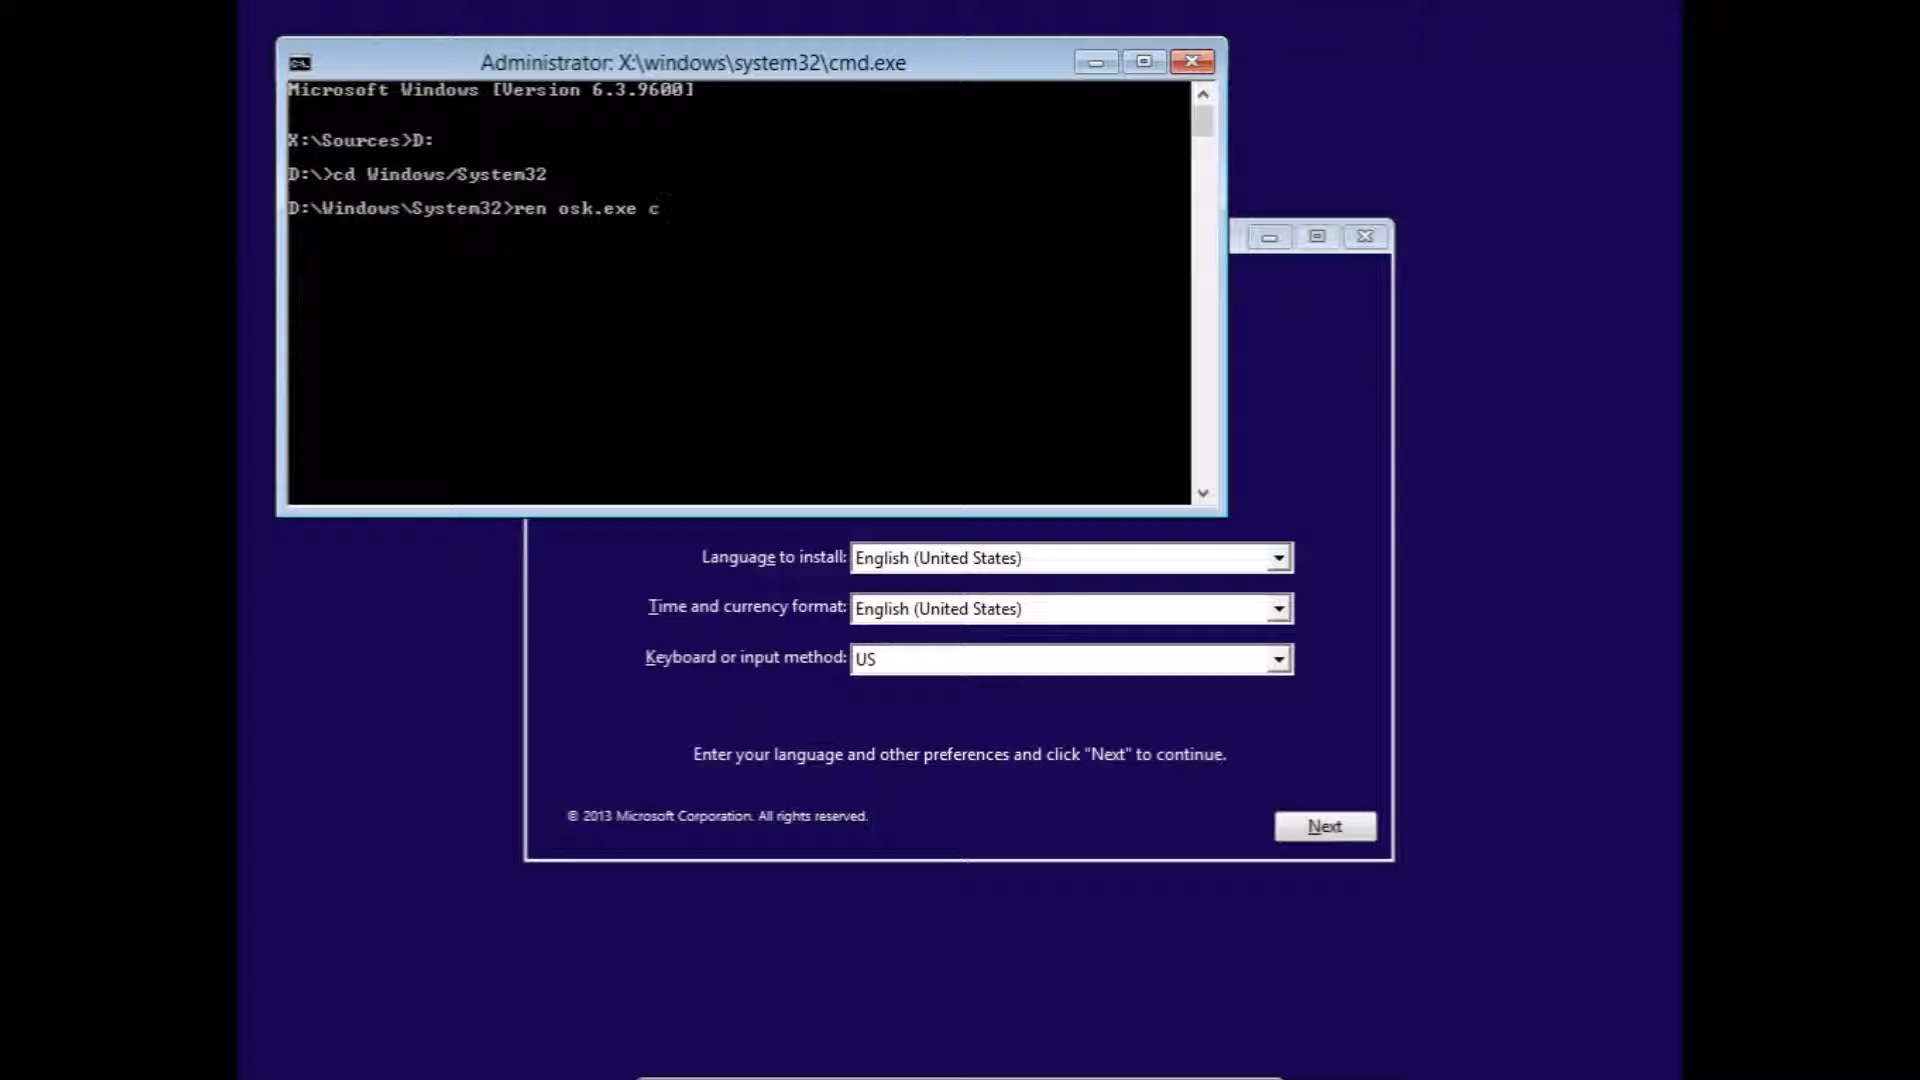 Administrator: X:\windows\system32\cmd.exe
Microsoft Windows [Version 6.3.9600]
X:\Sources>D:
D:\>cd Windows/System32
D:\Windows\System32>ren osk.exe c
Language to install: English (United States)
Time and currency format: English (United States)
Keyboard or input method: US
Enter your language and other preferences and click "Next" to continue.
© 2013 Microsoft Corporation. All rights reserved.
Next